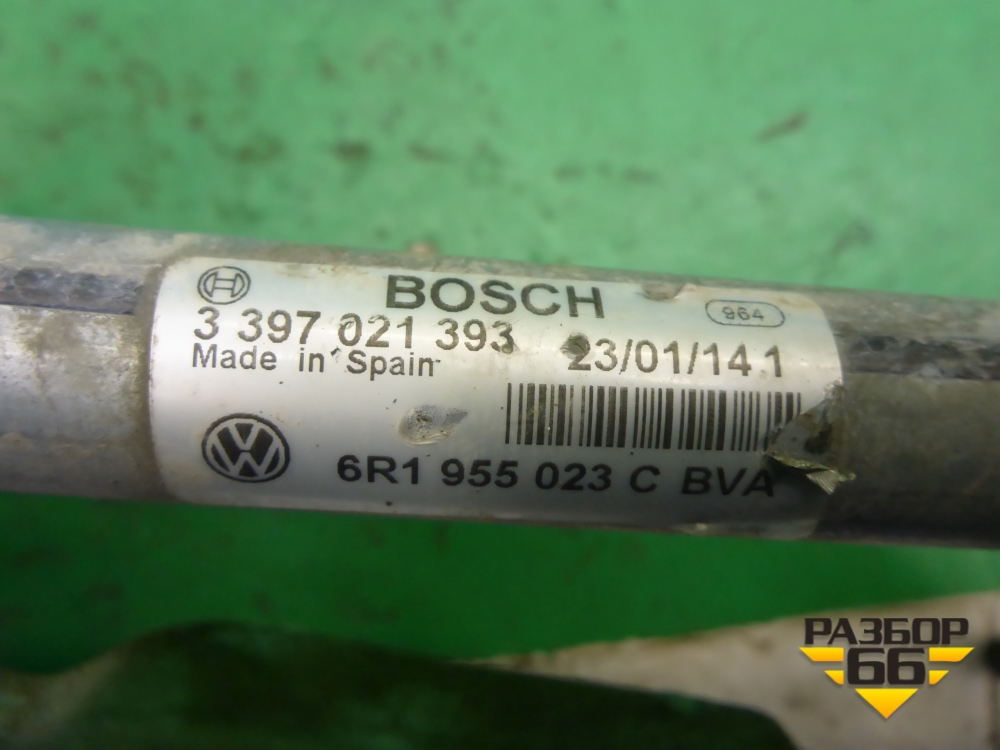 BOSCH
964
3 397 021 393
23/01/14 1
Made in Spain
6R1 955 023 C BVA
РАЗБОР
66